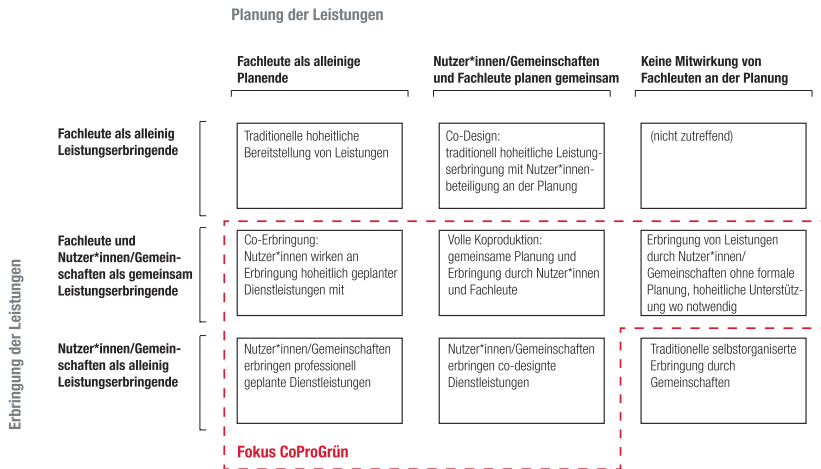 Planung der Leistungen
Fachleute als alleinige
Planende
Nutzer*innen/Gemeinschaften
und Fachleute planen gemeinsam
Keine Mitwirkung von
Fachleuten an der Planung
Erbringung der Leistungen
Fachleute als alleinig
Leistungserbringende
Traditionelle hoheitliche
Bereitstellung von Leistungen
Co-Design:
traditionell hoheitliche Leistung-
serbringung mit Nutzer*innen-
beteiligung an der Planung
(nicht zutreffend)
Fachleute und
Nutzer*innen/Gemein-
schaften als gemeinsam
Leistungserbringende
Co-Erbringung:
Nutzer*innen wirken an
Erbringung hoheitlich geplanter
Dienstleistungen mit
Volle Koproduktion:
gemeinsame Planung und
Erbringung durch Nutzer*innen
und Fachleute
Erbringung von Leistungen
durch Nutzer*innen/
Gemeinschaften ohne formale
Planung, hoheitliche Unterstütz-
ung wo notwendig
Nutzer*innen/Gemein-
schaften als alleinig
Leistungserbringende
Nutzer*innen/Gemeinschaften
erbringen professionell
geplante Dienstleistungen
Nutzer*innen/Gemeinschaften
erbringen co-designte
Dienstleistungen
Traditionelle selbstorganiserte
Erbringung durch
Gemeinschaften
Fokus CoProGrün